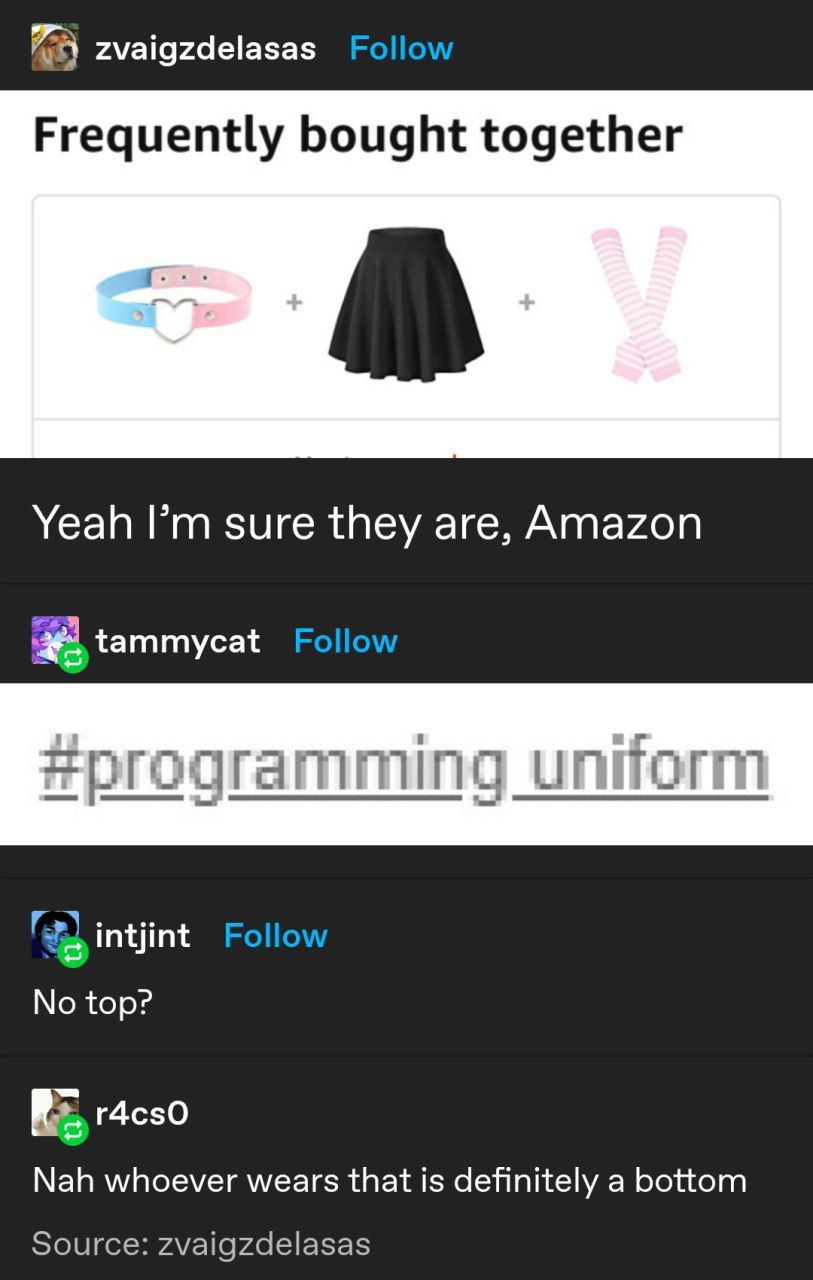 zvaigzdelasas Follow
Frequently bought together
+ +
Yeah I’m sure they are, Amazon
tammycat Follow
#programming uniform
intjint Follow
No top?
r4cs0
Nah whoever wears that is definitely a bottom
Source: zvaigzdelasas